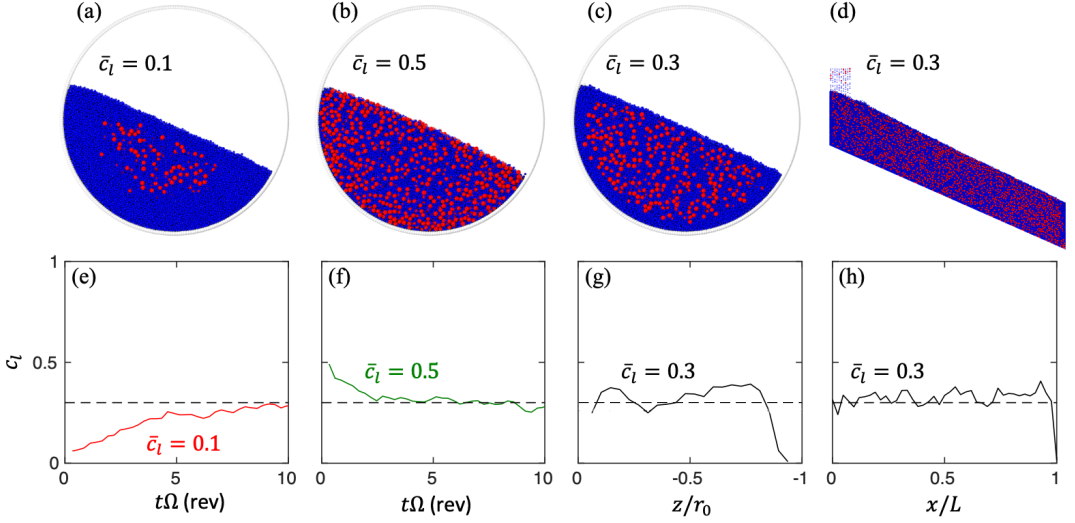 (a) (b) (c) (d)
c̄_l = 0.1 c̄_l = 0.5 c̄_l = 0.3 c̄_l = 0.3
(e) (f) (g) (h)
1
0.5
0
c_l
c̄_l = 0.1 c̄_l = 0.5 c̄_l = 0.3 c̄_l = 0.3
0 5 10 0 5 10 0 -0.5 -1 0 0.5 1
tΩ (rev) tΩ (rev) z/r_0 x/L